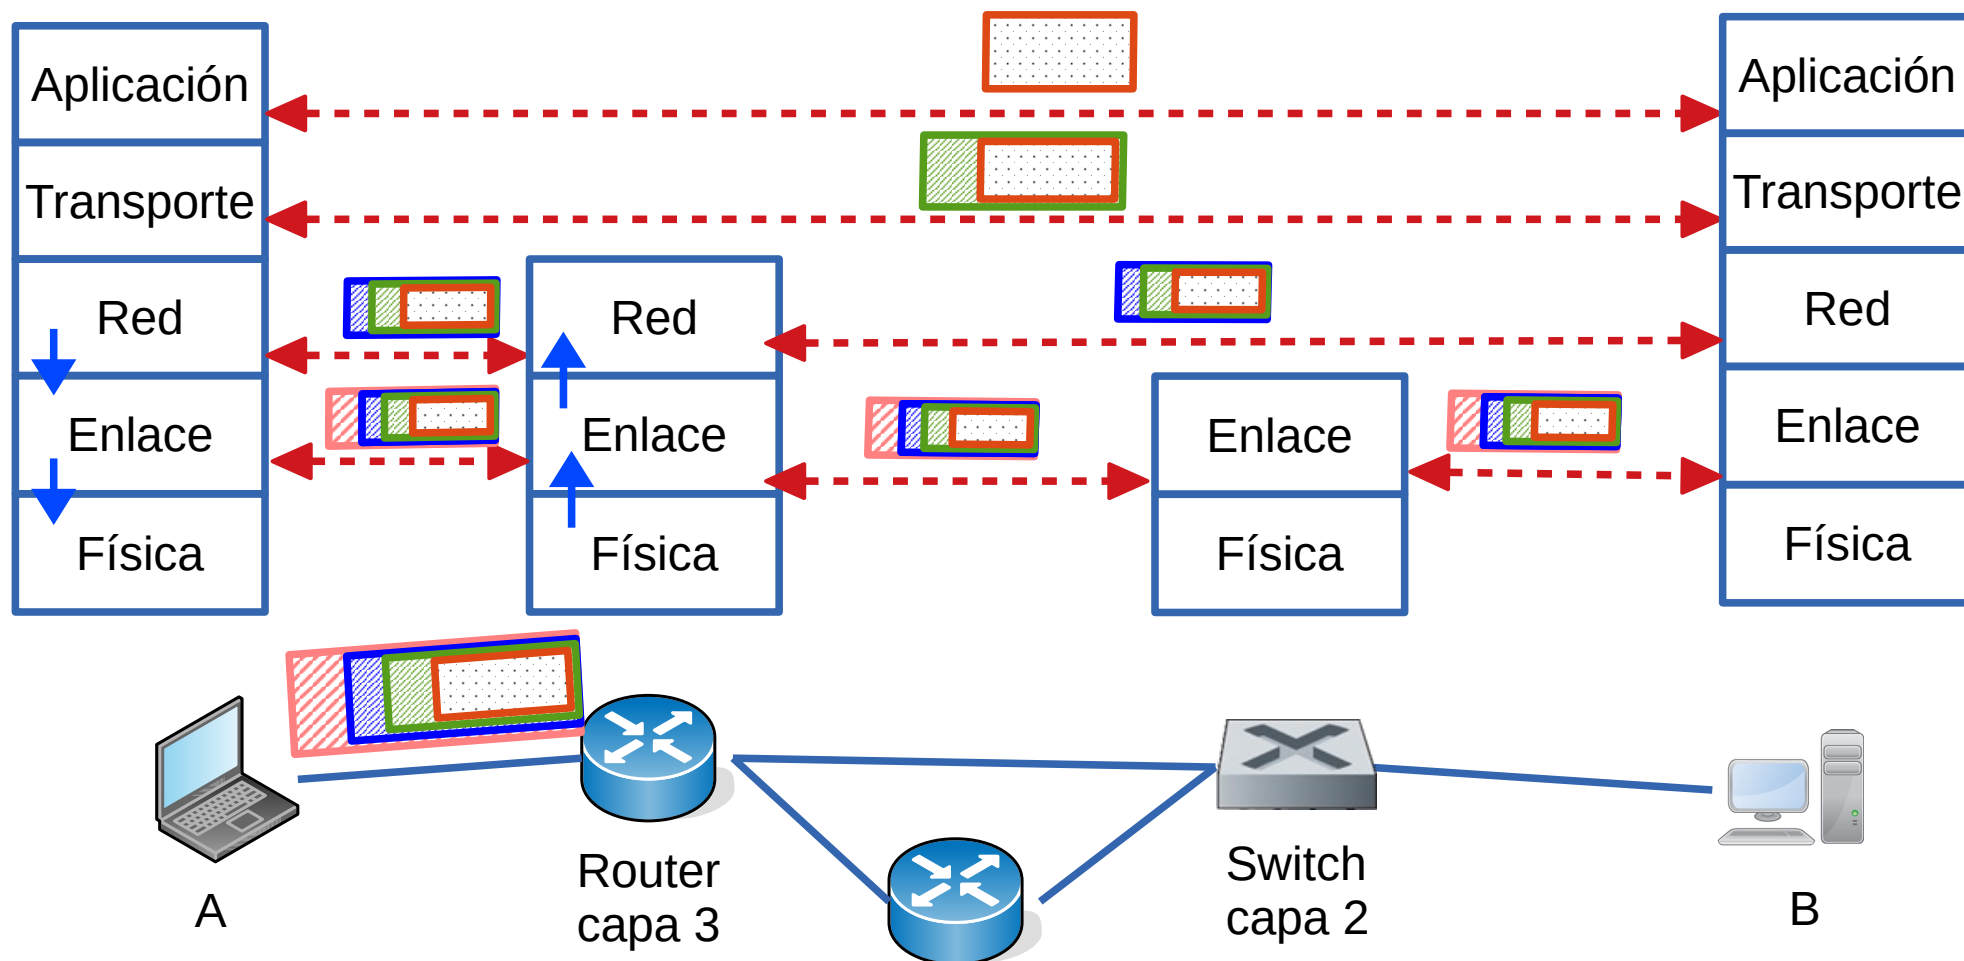 Aplicación
Transporte
Red
Enlace
Física
Red
Enlace
Física
Enlace
Física
Aplicación
Transporte
Red
Enlace
Física
A
Router
capa 3
Switch
capa 2
B